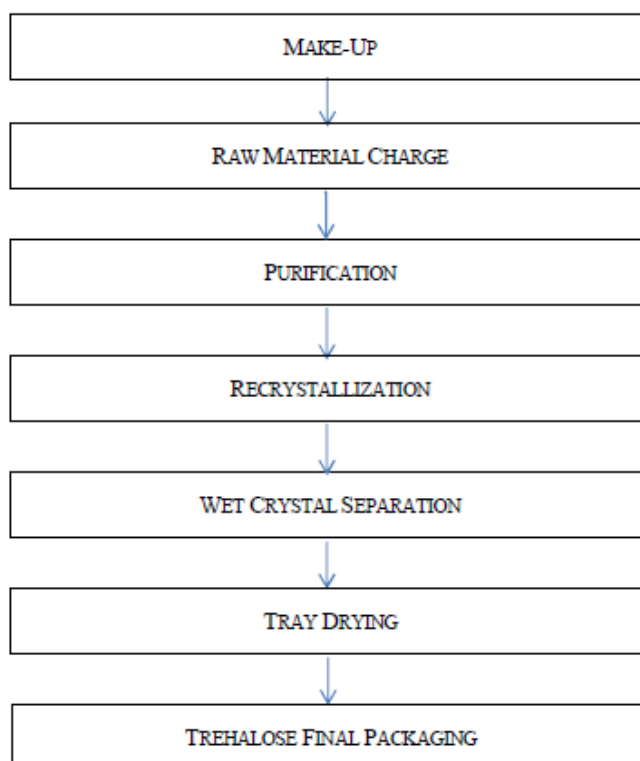 MAKE-UP
RAW MATERIAL CHARGE
PURIFICATION
RECRYSTALLIZATION
WET CRYSTAL SEPARATION
TRAY DRYING
TREHALOSE FINAL PACKAGING